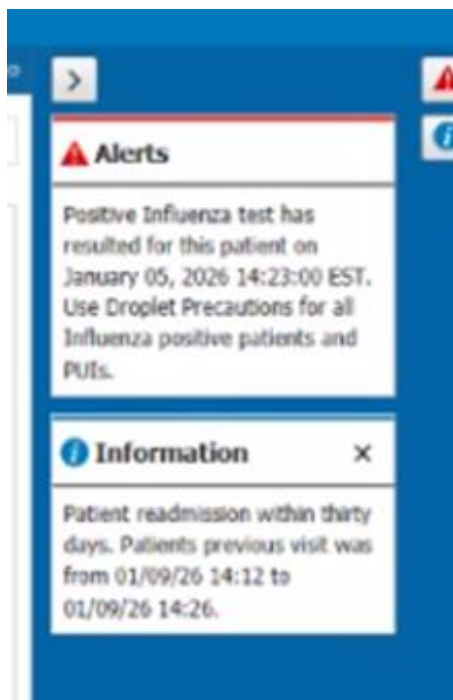 Alerts
Positive Influenza test has
resulted for this patient on
January 05, 2026 14:23:00 EST.
Use Droplet Precautions for all
Influenza positive patients and
PUIs.
Information
Patient readmission within thirty
days. Patients previous visit was
from 01/09/26 14:12 to
01/09/26 14:26.